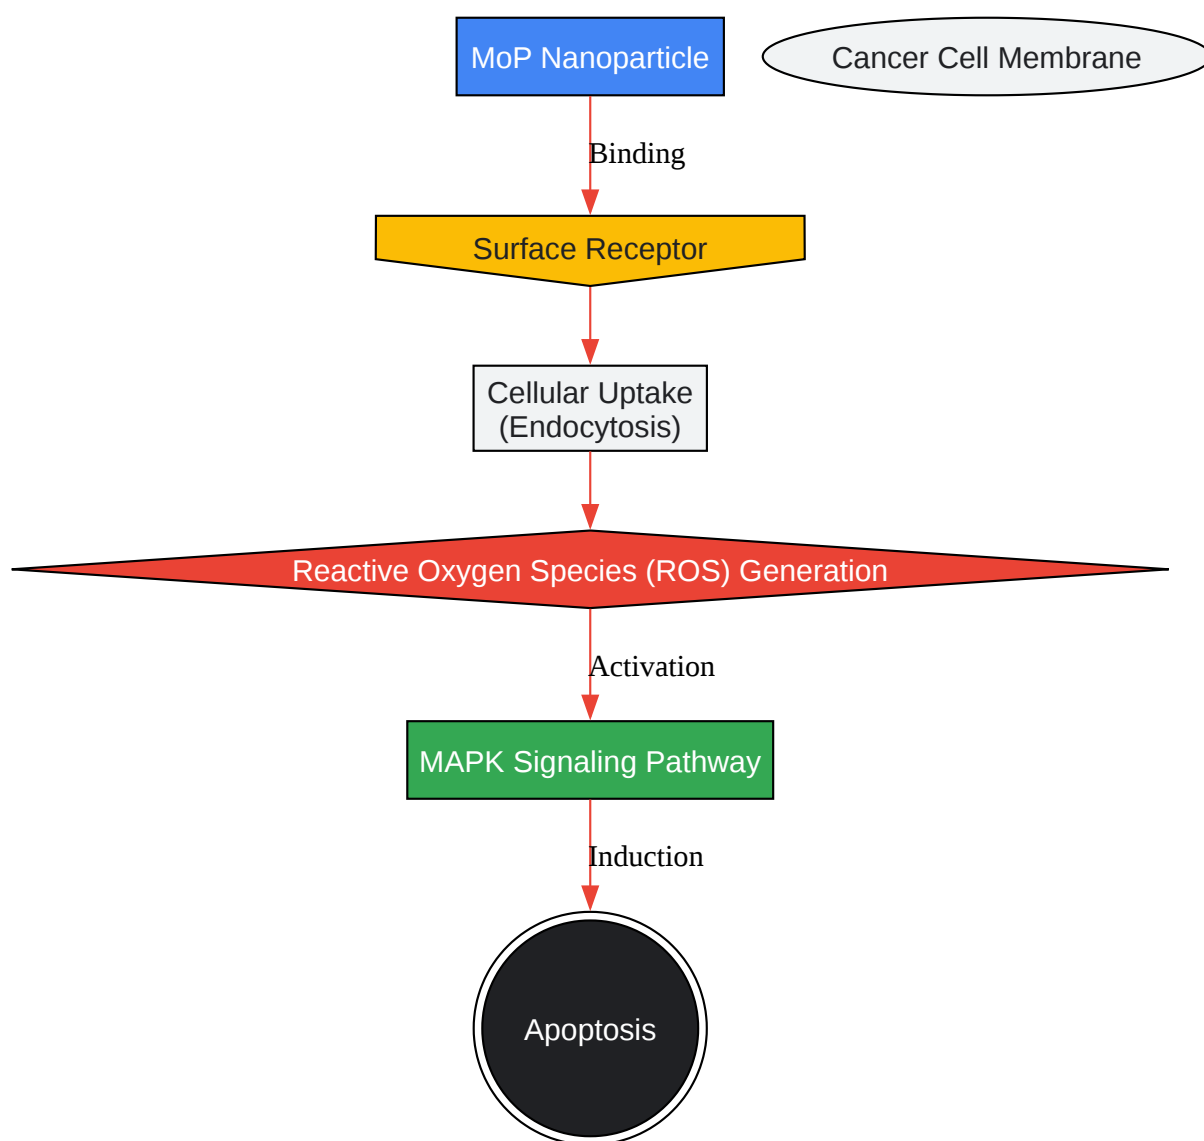 MoP Nanoparticle
Cancer Cell Membrane
Binding
Surface Receptor
Cellular Uptake
(Endocytosis)
Reactive Oxygen Species (ROS) Generation
Activation
MAPK Signaling Pathway
Induction
Apoptosis